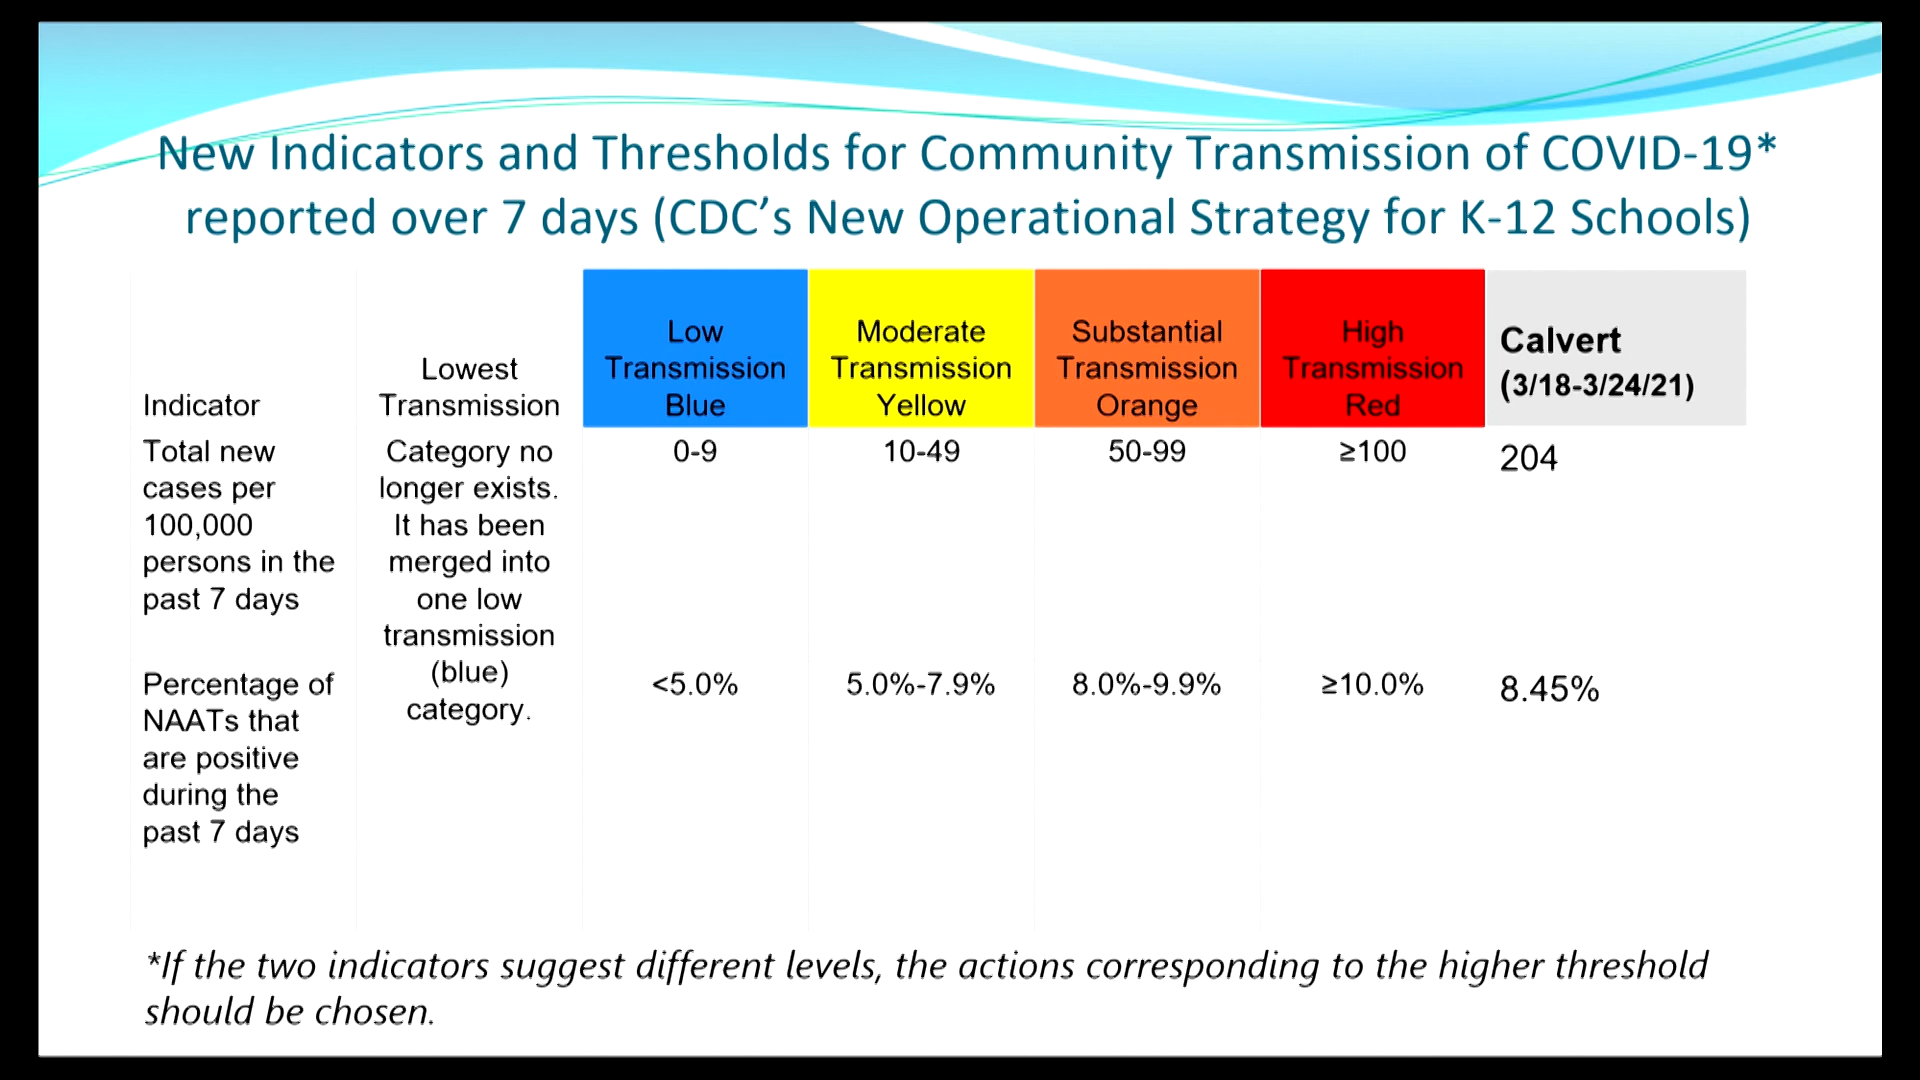 New Indicators and Thresholds for Community Transmission of COVID-19*
reported over 7 days (CDC’s New Operational Strategy for K-12 Schools)
Indicator
Lowest
Transmission
Low
Transmission
Blue
Moderate
Transmission
Yellow
Substantial
Transmission
Orange
High
Transmission
Red
Calvert
(3/18-3/24/21)
Total new
cases per
100,000
persons in the
past 7 days
Category no
longer exists.
It has been
merged into
one low
transmission
(blue)
category.
0-9
10-49
50-99
≥100
204
Percentage of
NAATs that
are positive
during the
past 7 days
<5.0%
5.0%-7.9%
8.0%-9.9%
≥10.0%
8.45%
*If the two indicators suggest different levels, the actions corresponding to the higher threshold
should be chosen.